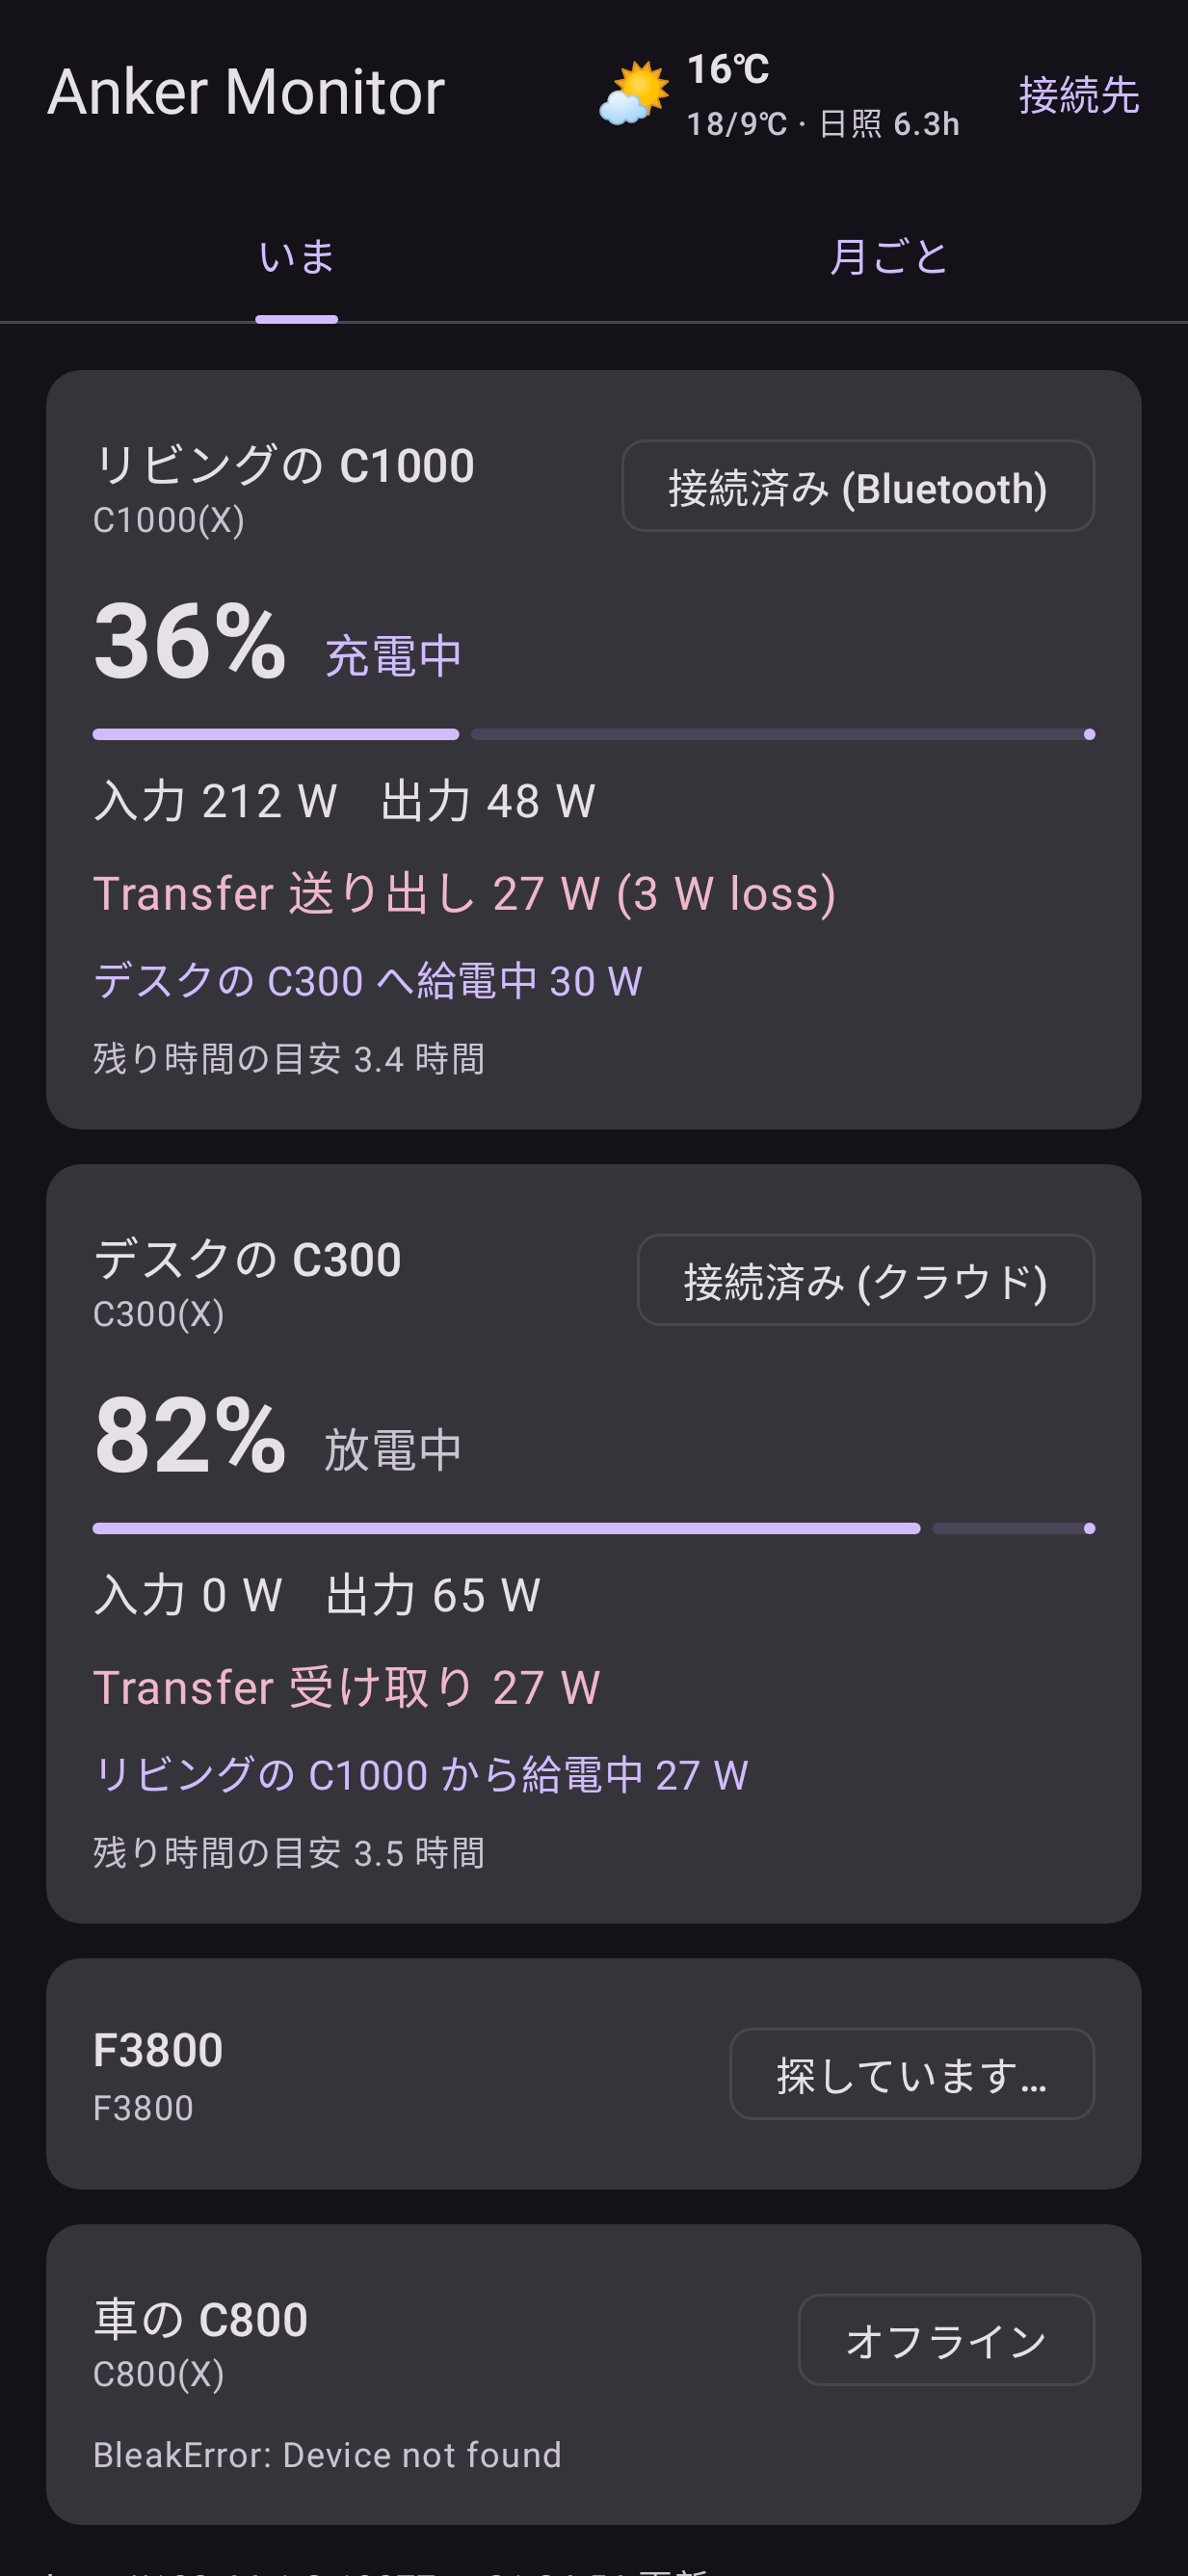 Anker Monitor
16℃
18/9℃ · 日照 6.3h
接続先
いま
月ごと
リビングの C1000
C1000(X)
接続済み (Bluetooth)
36% 充電中
入力 212 W 出力 48 W
Transfer 送り出し 27 W (3 W loss)
デスクの C300 へ給電中 30 W
残り時間の目安 3.4 時間
デスクの C300
C300(X)
接続済み (クラウド)
82% 放電中
入力 0 W 出力 65 W
Transfer 受け取り 27 W
リビングの C1000 から給電中 27 W
残り時間の目安 3.5 時間
F3800
F3800
探しています…
車の C800
C800(X)
オフライン
BleakError: Device not found